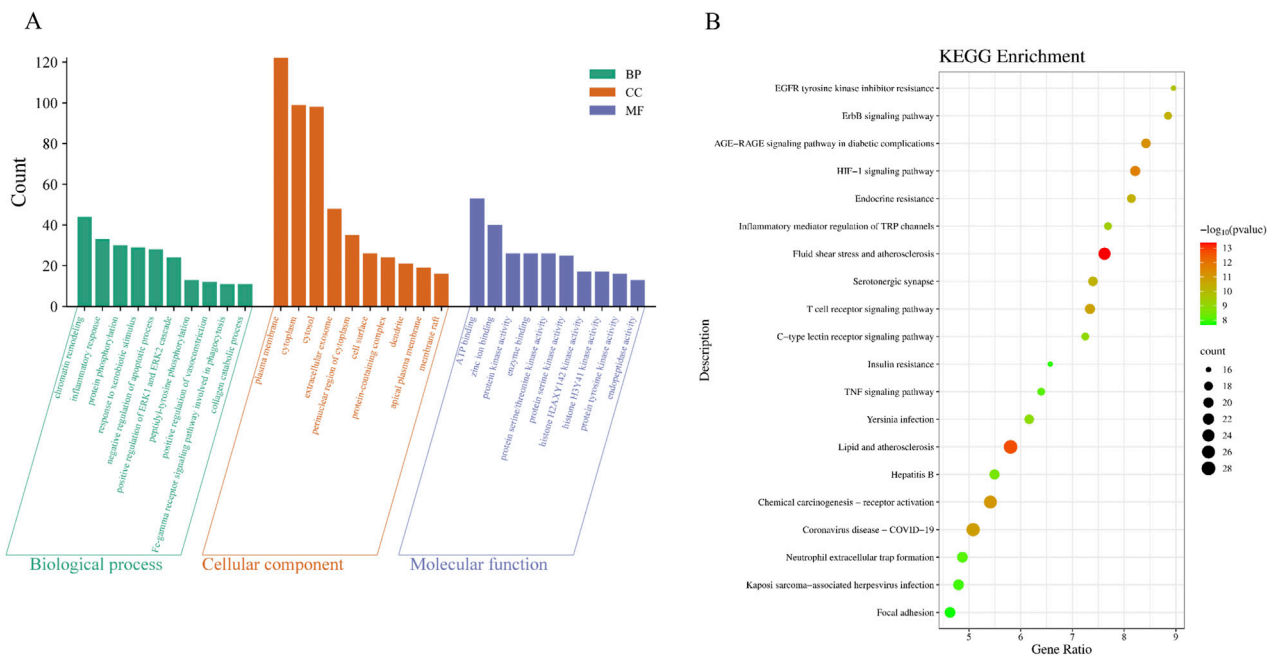 A
120
100
80
60
40
20
0
Count
BP
CC
MF
chromatin remodeling
inflammatory response
protein phosphorylation
response to xenobiotic stimulus
negative regulation of apoptotic process
positive regulation of ERK1 and ERK2 cascade
peptidyl-tyrosine phosphorylation
positive regulation of vasoconstriction
Fc-gamma receptor signaling pathway involved in phagocytosis
collagen catabolic process
plasma membrane
cytoplasm
cytosol
extracellular exosome
perinuclear region of cytoplasm
cell surface
protein-containing complex
dendrite
apical plasma membrane
membrane raft
ATP binding
zinc ion binding
protein kinase activity
enzyme binding
protein serine/threonine kinase activity
protein serine kinase activity
histone H2AXY142 kinase activity
histone H3Y41 kinase activity
protein tyrosine kinase activity
endopeptidase activity
Biological process
Cellular component
Molecular function
B
KEGG Enrichment
Description
EGFR tyrosine kinase inhibitor resistance
ErbB signaling pathway
AGE−RAGE signaling pathway in diabetic complications
HIF−1 signaling pathway
Endocrine resistance
Inflammatory mediator regulation of TRP channels
Fluid shear stress and atherosclerosis
Serotonergic synapse
T cell receptor signaling pathway
C−type lectin receptor signaling pathway
Insulin resistance
TNF signaling pathway
Yersinia infection
Lipid and atherosclerosis
Hepatitis B
Chemical carcinogenesis − receptor activation
Coronavirus disease − COVID−19
Neutrophil extracellular trap formation
Kaposi sarcoma−associated herpesvirus infection
Focal adhesion
5 6 7 8 9
Gene Ratio
−log10(pvalue)
13
12
11
10
9
8
count
16
18
20
22
24
26
28